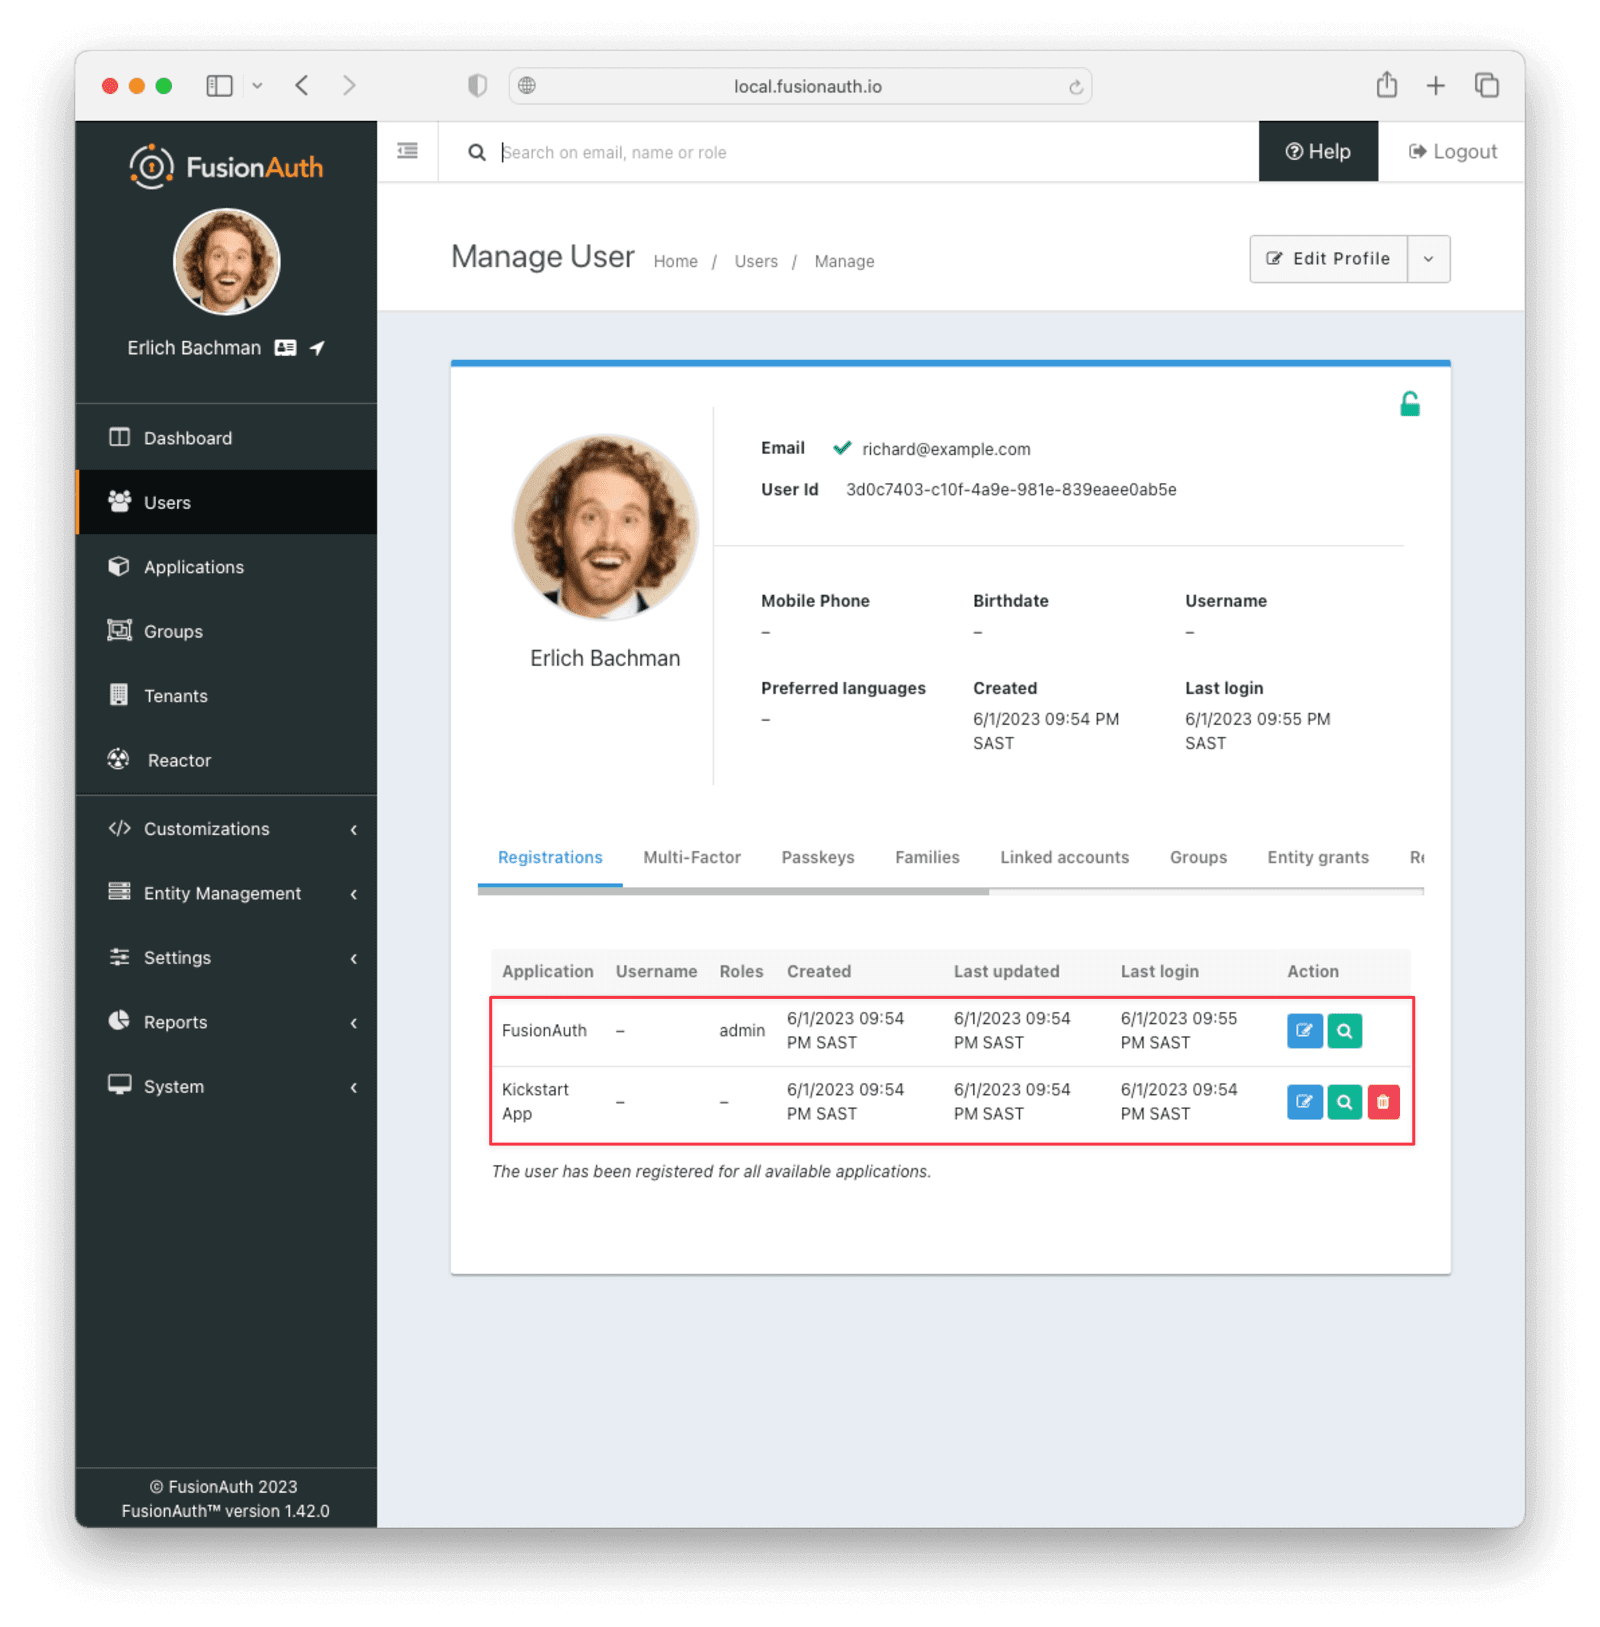 local.fusionauth.io
FusionAuth
Search on email, name or role
Help
Logout
Erlich Bachman
Manage User
Home / Users / Manage
Edit Profile
Dashboard
Users
Applications
Groups
Tenants
Reactor
Customizations
Entity Management
Settings
Reports
System
© FusionAuth 2023
FusionAuth™ version 1.42.0
Erlich Bachman
Email richard@example.com
User Id 3d0c7403-c10f-4a9e-981e-839eaee0ab5e
Mobile Phone Birthdate Username
– – –
Preferred languages Created Last login
– 6/1/2023 09:54 PM 6/1/2023 09:55 PM
SAST SAST
Registrations Multi-Factor Passkeys Families Linked accounts Groups Entity grants Re
Application Username Roles Created Last updated Last login Action
FusionAuth – admin 6/1/2023 09:54 6/1/2023 09:54 6/1/2023 09:55
PM SAST PM SAST PM SAST
Kickstart – – 6/1/2023 09:54 6/1/2023 09:54 6/1/2023 09:54
App PM SAST PM SAST PM SAST
The user has been registered for all available applications.